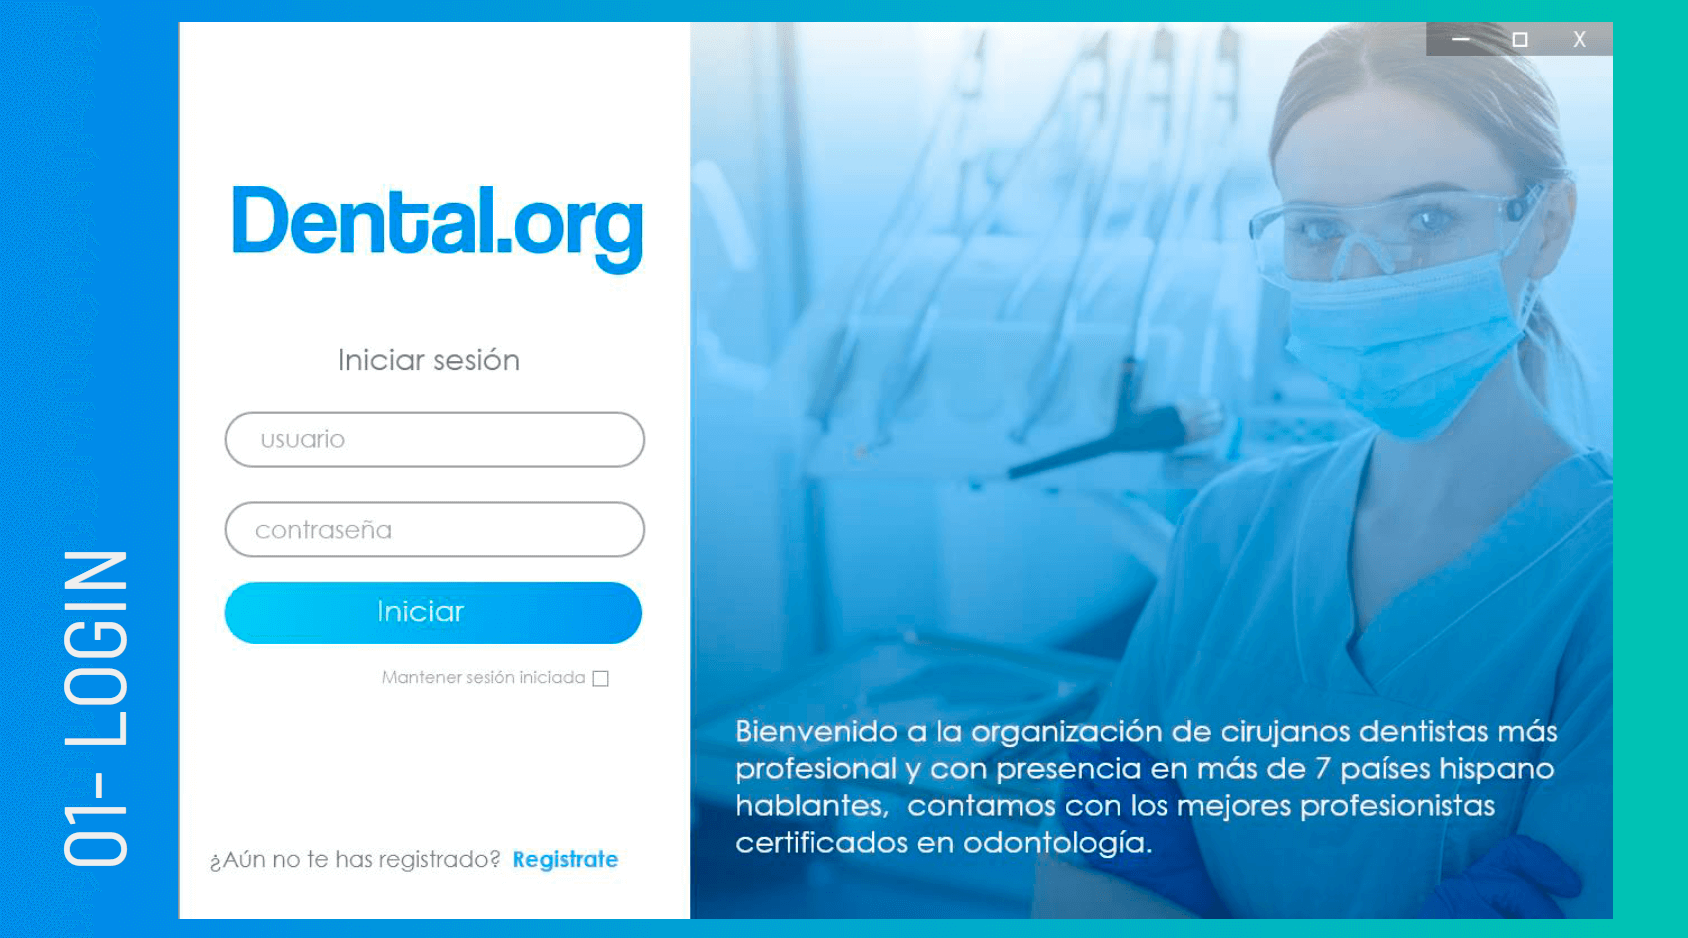 01- LOGIN
Dental.org
Iniciar sesión
usuario
contraseña
Iniciar
Mantener sesión iniciada
¿Aún no te has registrado? Registrate
X
Bienvenido a la organización de cirujanos dentistas más
profesional y con presencia en más de 7 países hispano
hablantes, contamos con los mejores profesionistas
certificados en odontología.